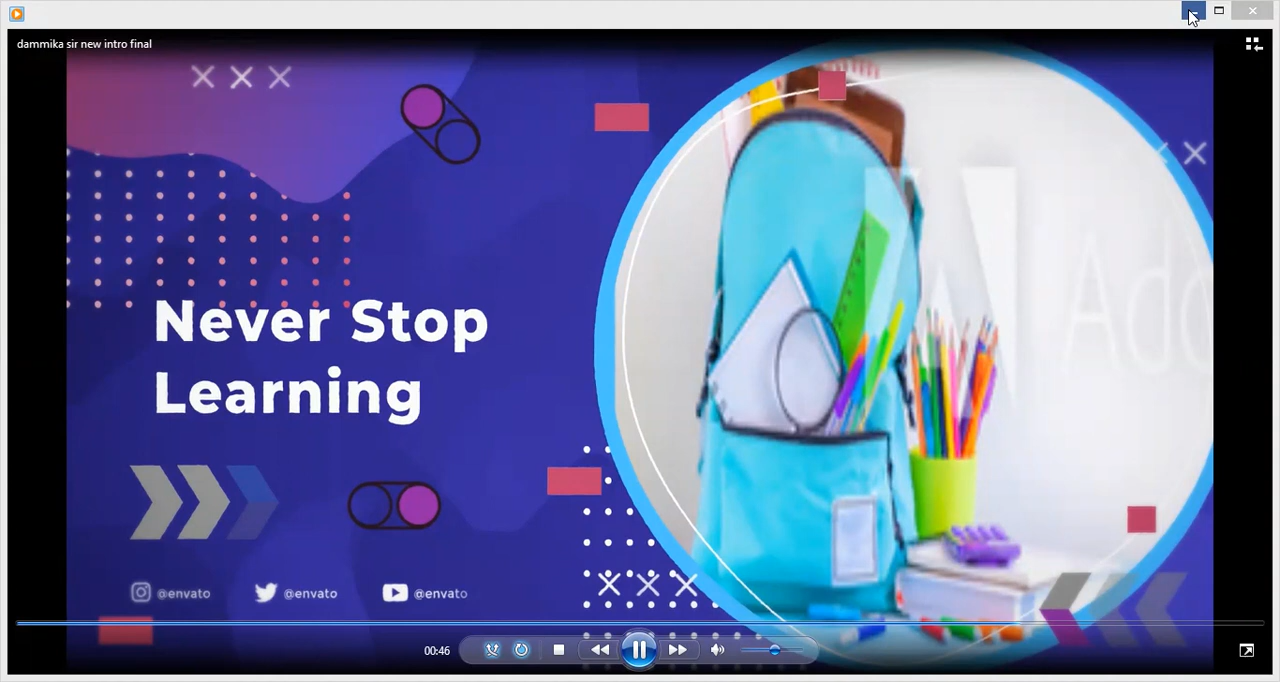 dammika sir new intro final
Never Stop
Learning
@envato @envato @envato
00:46